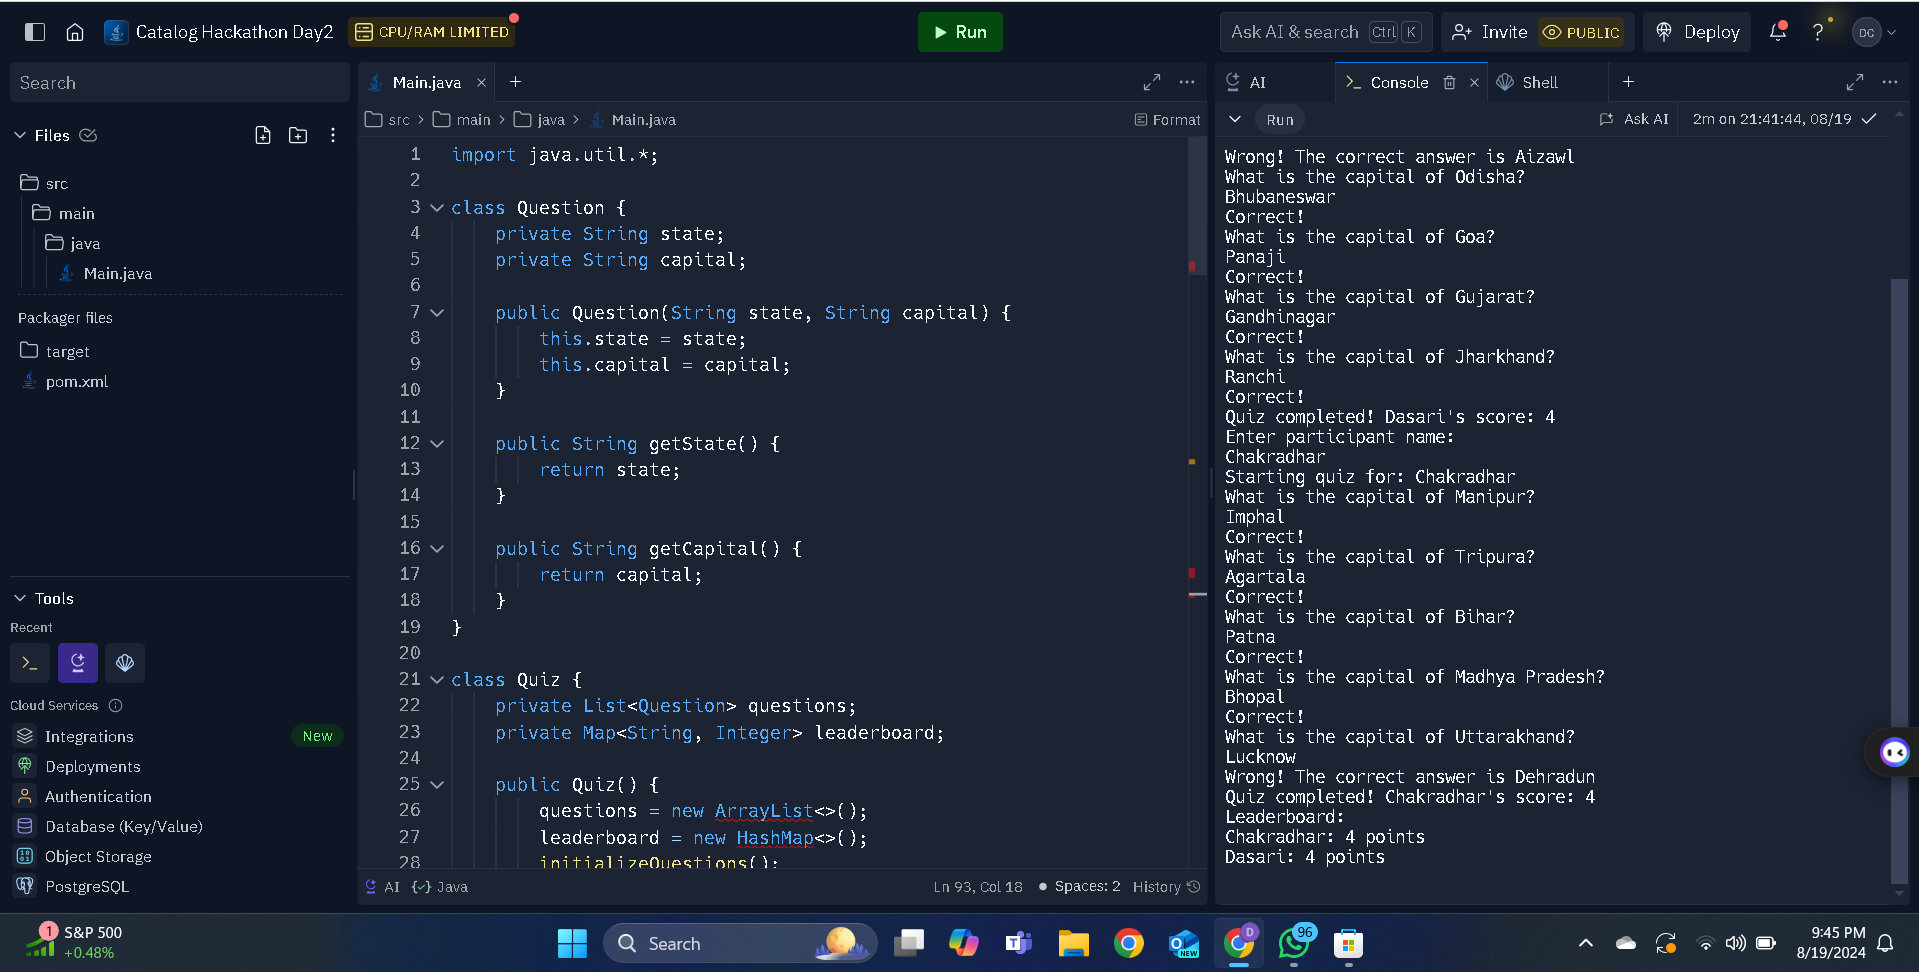 Catalog Hackathon Day2
CPU/RAM LIMITED
Run
Ask AI & search Ctrl K
Invite
PUBLIC
Deploy
?
DC
Search
Files
src
main
java
Main.java
Packager files
target
pom.xml
Tools
Recent
Cloud Services
Integrations New
Deployments
Authentication
Database (Key/Value)
Object Storage
PostgreSQL
Main.java
src > main > java > Main.java
Format
1 import java.util.*;
2
3 class Question {
4 private String state;
5 private String capital;
6
7 public Question(String state, String capital) {
8 this.state = state;
9 this.capital = capital;
10 }
11
12 public String getState() {
13 return state;
14 }
15
16 public String getCapital() {
17 return capital;
18 }
19 }
20
21 class Quiz {
22 private List<Question> questions;
23 private Map<String, Integer> leaderboard;
24
25 public Quiz() {
26 questions = new ArrayList<>();
27 leaderboard = new HashMap<>();
28 initializeQuestions();
AI {✓} Java
Ln 93, Col 18 • Spaces: 2 History
AI
>_ Console
Shell
Run
Ask AI
2m on 21:41:44, 08/19
Wrong! The correct answer is Aizawl
What is the capital of Odisha?
Bhubaneswar
Correct!
What is the capital of Goa?
Panaji
Correct!
What is the capital of Gujarat?
Gandhinagar
Correct!
What is the capital of Jharkhand?
Ranchi
Correct!
Quiz completed! Dasari's score: 4
Enter participant name:
Chakradhar
Starting quiz for: Chakradhar
What is the capital of Manipur?
Imphal
Correct!
What is the capital of Tripura?
Agartala
Correct!
What is the capital of Bihar?
Patna
Correct!
What is the capital of Madhya Pradesh?
Bhopal
Correct!
What is the capital of Uttarakhand?
Lucknow
Wrong! The correct answer is Dehradun
Quiz completed! Chakradhar's score: 4
Leaderboard:
Chakradhar: 4 points
Dasari: 4 points
1
S&P 500
+0.48%
Search
NEW
D
96
9:45 PM
8/19/2024